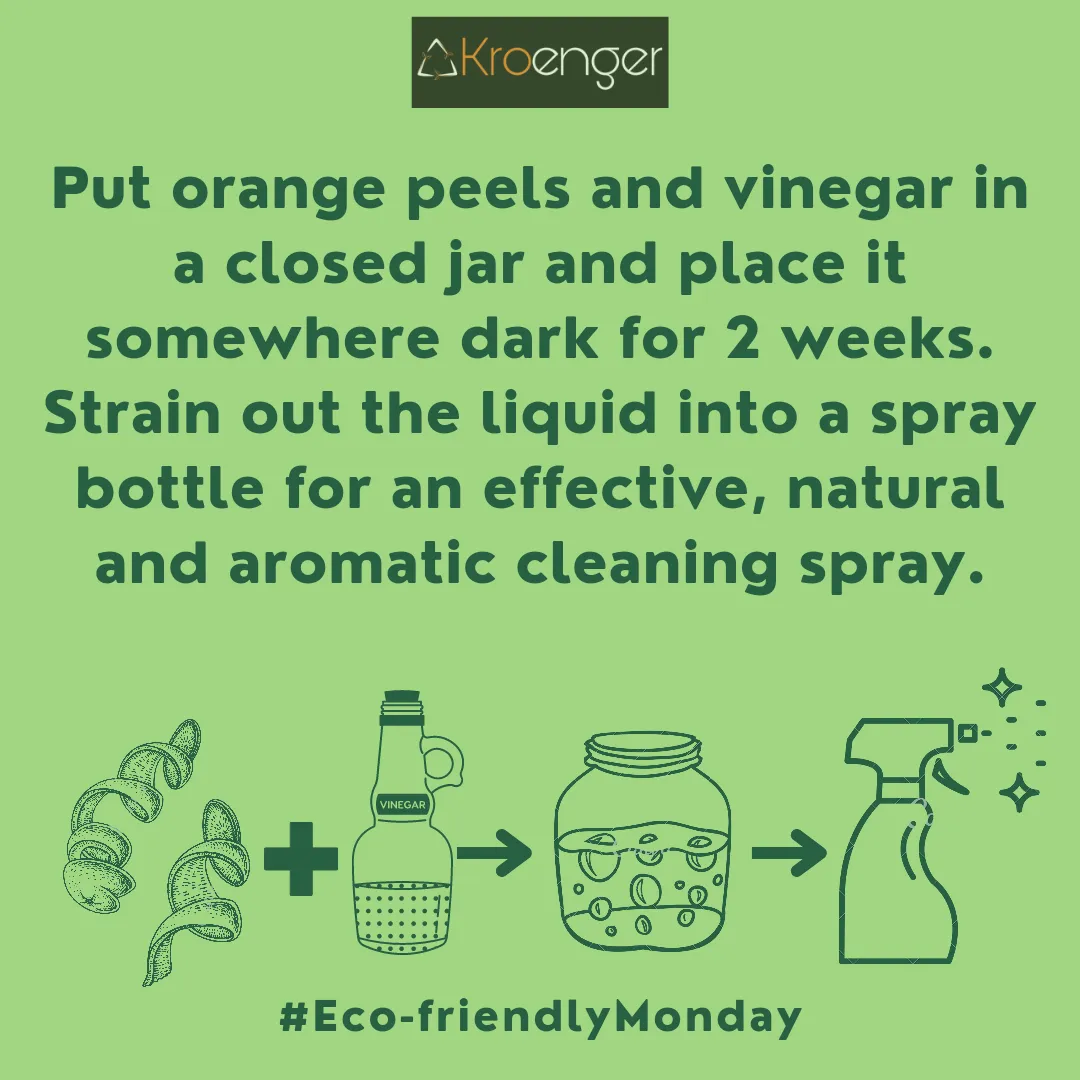 Kroenger
Put orange peels and vinegar in
a closed jar and place it
somewhere dark for 2 weeks.
Strain out the liquid into a spray
bottle for an effective, natural
and aromatic cleaning spray.
VINEGAR
#Eco-friendlyMonday